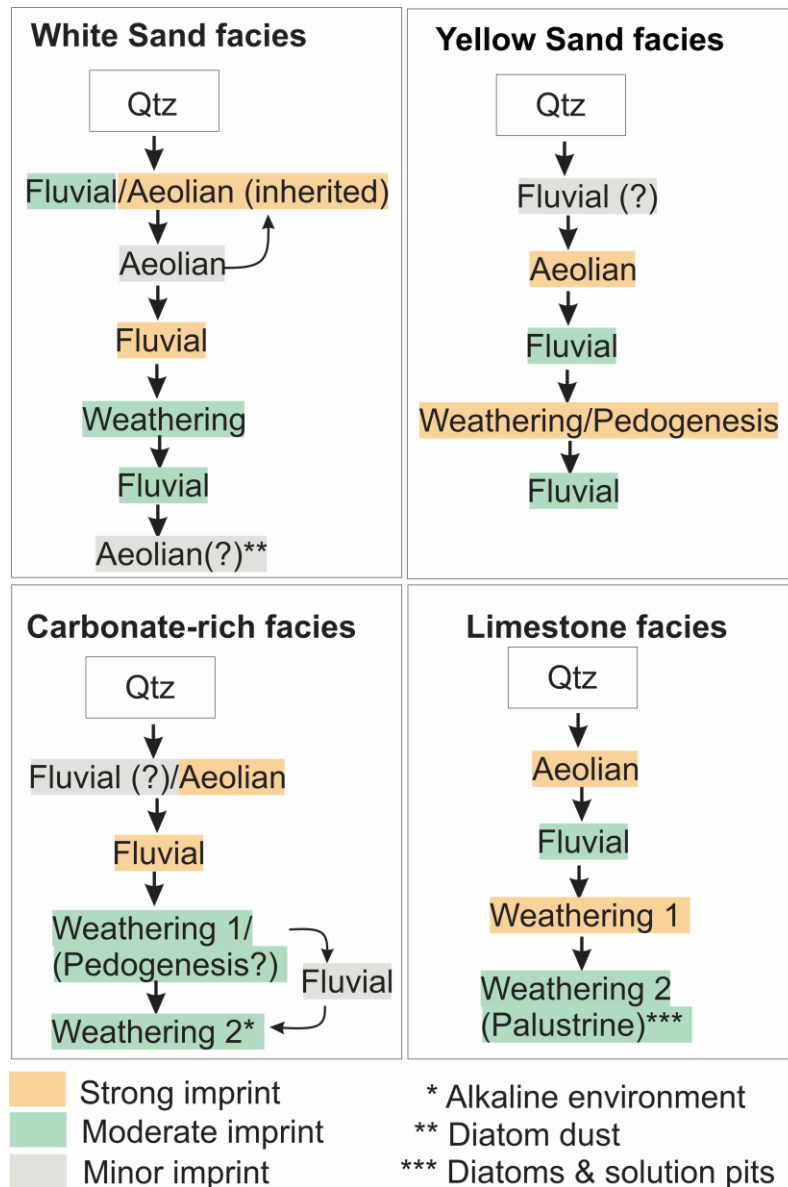 White Sand facies
Qtz
Fluvial/Aeolian (inherited)
Aeolian
Fluvial
Weathering
Fluvial
Aeolian(?)**
Yellow Sand facies
Qtz
Fluvial (?)
Aeolian
Fluvial
Weathering/Pedogenesis
Fluvial
Carbonate-rich facies
Qtz
Fluvial (?)/Aeolian
Fluvial
Weathering 1/
(Pedogenesis?)
Fluvial
Weathering 2*
Limestone facies
Qtz
Aeolian
Fluvial
Weathering 1
Weathering 2
(Palustrine)***
Strong imprint
Moderate imprint
Minor imprint
* Alkaline environment
** Diatom dust
*** Diatoms & solution pits